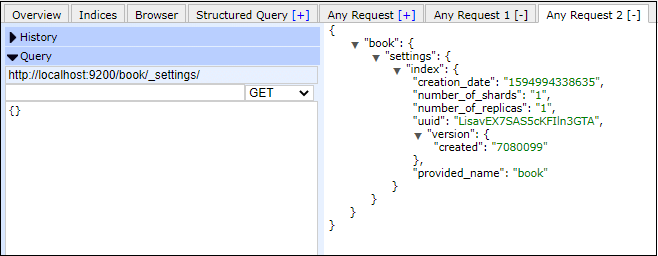 Overview Indices Browser Structured Query [+] Any Request [+] Any Request 1 [-] Any Request 2 [-]
History
Query
http://localhost:9200/book/_settings/
GET
{}
{
"book": {
"settings": {
"index": {
"creation_date": "1594994338635",
"number_of_shards": "1",
"number_of_replicas": "1",
"uuid": "LisavEX7SAS5cKFIln3GTA",
"version": {
"created": "7080099"
},
"provided_name": "book"
}
}
}
}